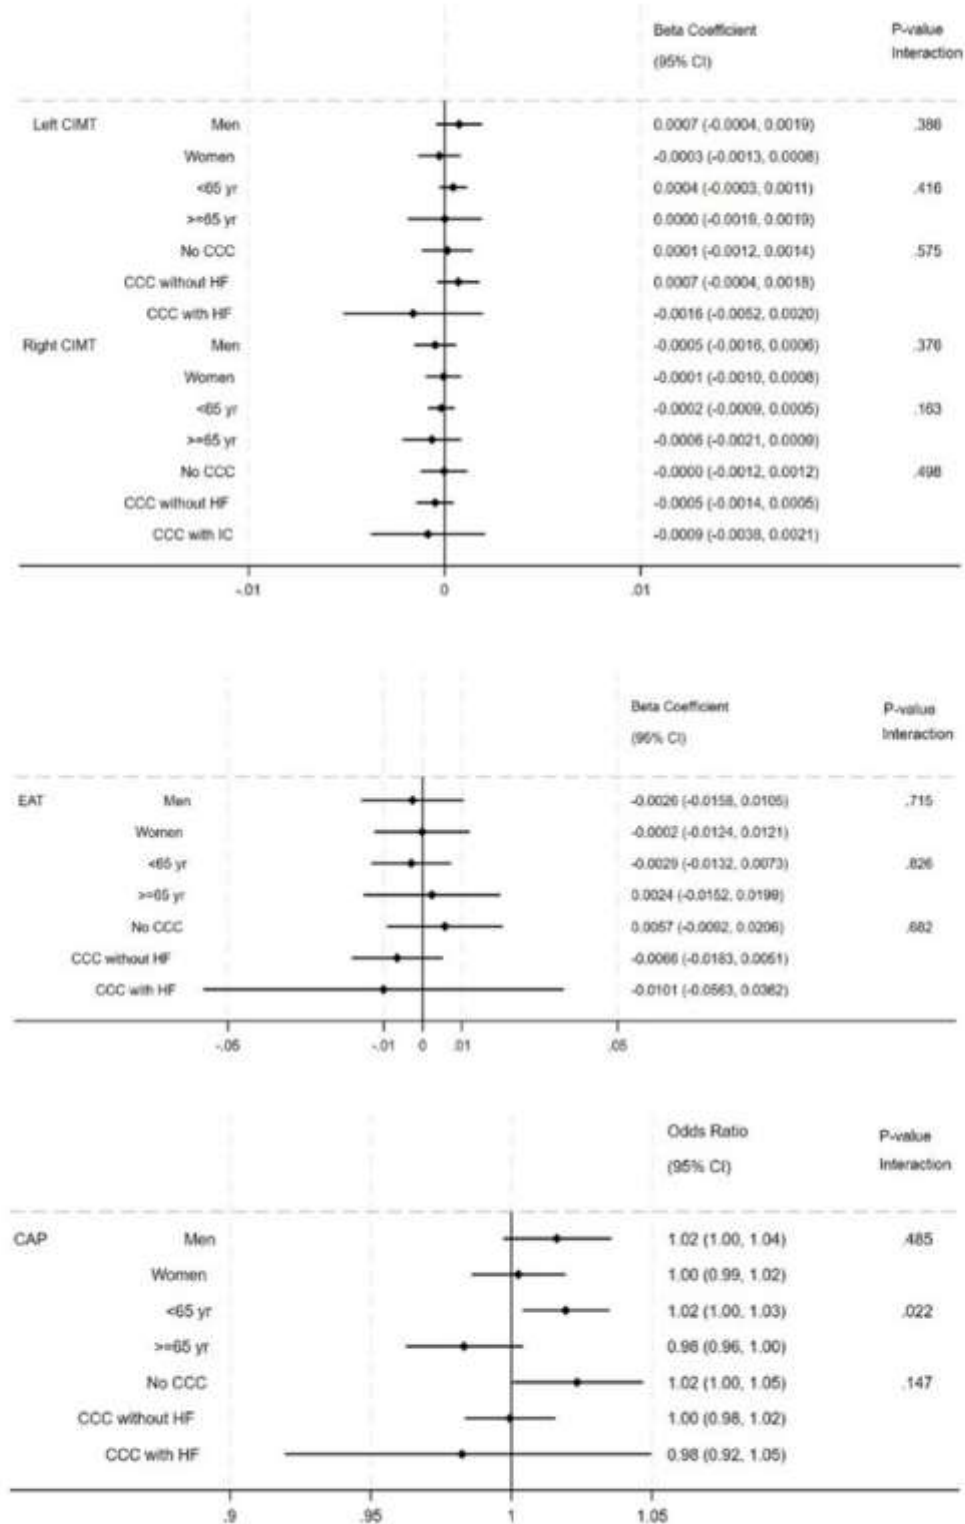 Beta Coefficient P-value
(95% CI) Interaction
Left CIMT Men 0.0007 (-0.0004, 0.0019) .386
Women -0.0003 (-0.0013, 0.0008)
<65 yr 0.0004 (-0.0003, 0.0011) .416
>=65 yr 0.0000 (-0.0019, 0.0019)
No CCC 0.0001 (-0.0012, 0.0014) .575
CCC without HF 0.0007 (-0.0004, 0.0018)
CCC with HF -0.0016 (-0.0052, 0.0020)
Right CIMT Men -0.0005 (-0.0016, 0.0006) .376
Women -0.0001 (-0.0010, 0.0008)
<65 yr -0.0002 (-0.0009, 0.0005) .163
>=65 yr -0.0006 (-0.0021, 0.0009)
No CCC -0.0000 (-0.0012, 0.0012) .498
CCC without HF -0.0005 (-0.0014, 0.0005)
CCC with IC -0.0009 (-0.0038, 0.0021)
-.01 0 .01
Beta Coefficient P-value
(95% CI) Interaction
EAT Men -0.0026 (-0.0158, 0.0105) .715
Women -0.0002 (-0.0124, 0.0121)
<65 yr -0.0029 (-0.0132, 0.0073) .826
>=65 yr 0.0024 (-0.0152, 0.0199)
No CCC 0.0057 (-0.0092, 0.0206) .682
CCC without HF -0.0066 (-0.0183, 0.0051)
CCC with HF -0.0101 (-0.0563, 0.0362)
-.05 -.01 0 .01 .05
Odds Ratio P-value
(95% CI) Interaction
CAP Men 1.02 (1.00, 1.04) .485
Women 1.00 (0.99, 1.02)
<65 yr 1.02 (1.00, 1.03) .022
>=65 yr 0.98 (0.96, 1.00)
No CCC 1.02 (1.00, 1.05) .147
CCC without HF 1.00 (0.98, 1.02)
CCC with HF 0.98 (0.92, 1.05)
.9 .95 1 1.05